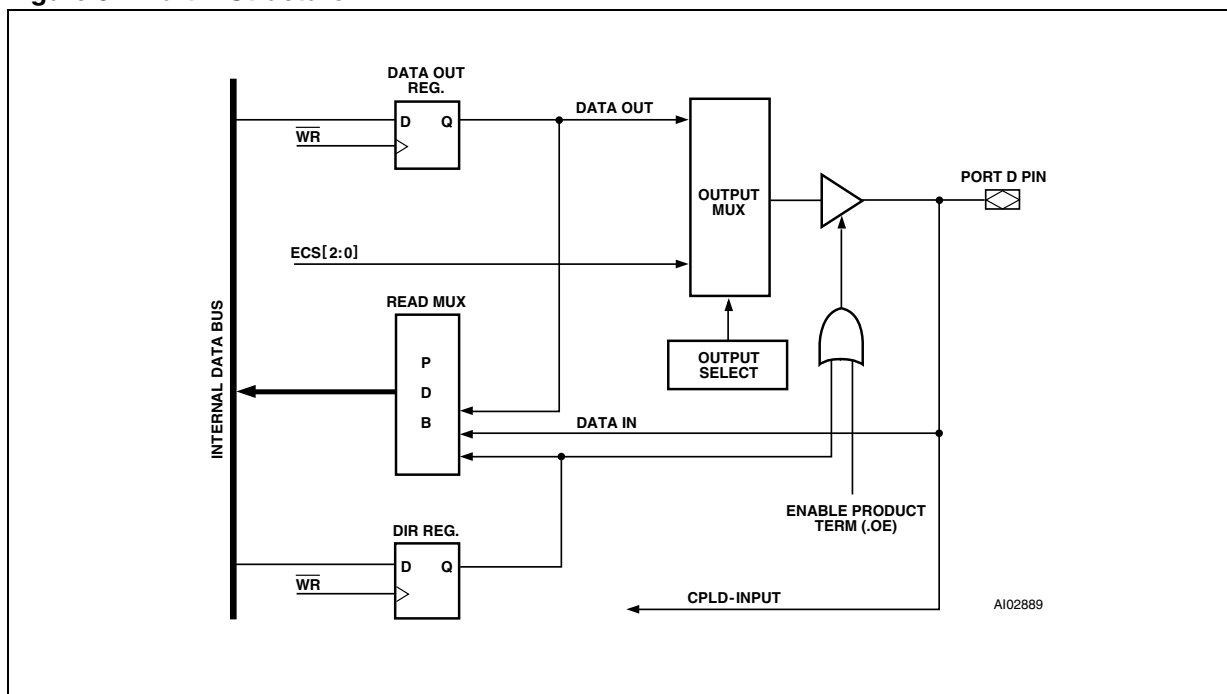 DATA OUT
REG.
D Q
WR
DATA OUT
OUTPUT
MUX
PORT D PIN
ECS[2:0]
INTERNAL DATA BUS
READ MUX
P
D
B
OUTPUT
SELECT
DATA IN
ENABLE PRODUCT
TERM (.OE)
DIR REG.
D Q
WR
CPLD-INPUT
AI02889